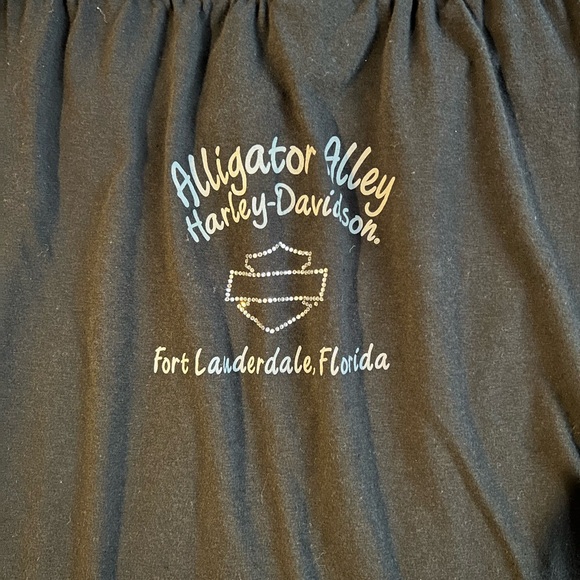 Alligator Alley
Harley-Davidson®
Fort Lauderdale, Florida